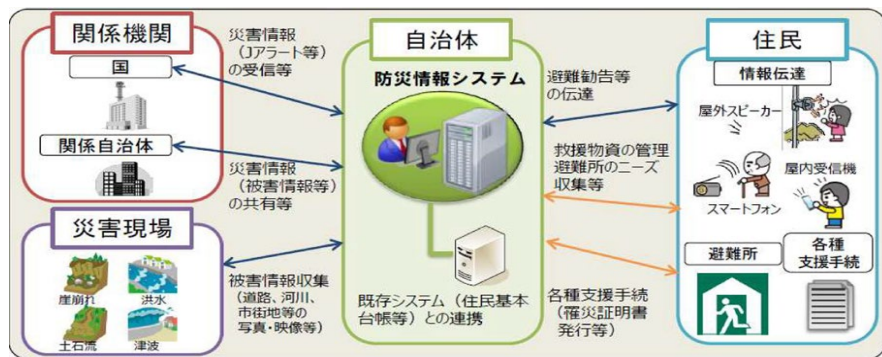 関係機関
国
関係自治体
災害現場
崖崩れ
洪水
土石流
津波
災害情報
(Jアラート等)
の受信等
災害情報
(被害情報等)
の共有等
被害情報収集
(道路、河川、
市街地等の
写真・映像等)
自治体
防災情報システム
既存システム(住民基本
台帳等)との連携
避難勧告等
の伝達
救援物資の管理
避難所のニーズ
収集等
各種支援手続
(罹災証明書
発行等)
住民
情報伝達
屋外スピーカー
屋内受信機
スマートフォン
避難所
各種
支援手続